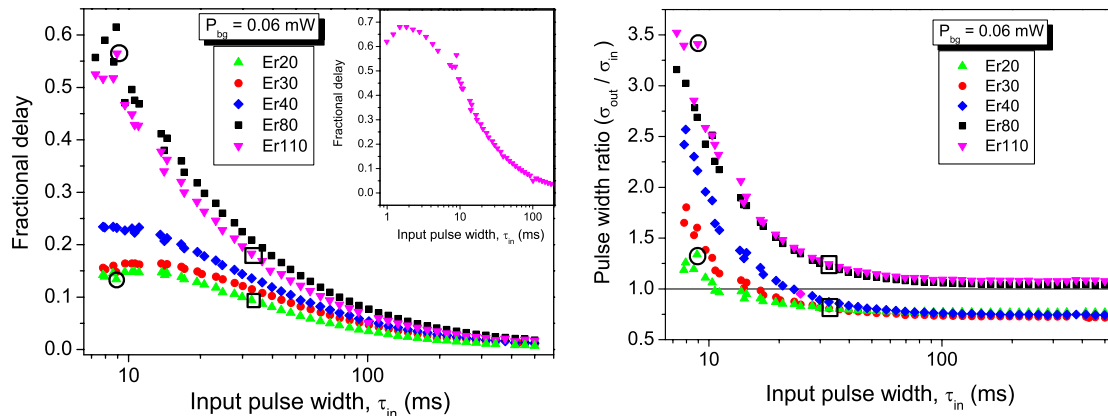 P_bg = 0.06 mW
Er20
Er30
Er40
Er80
Er110
Fractional delay
0.6
0.5
0.4
0.3
0.2
0.1
0.0
10
100
Input pulse width, τ_in (ms)
Fractional delay
0.7
0.6
0.5
0.4
0.3
0.2
0.1
0.0
1
10
100
Input pulse width, τ_in (ms)
P_bg = 0.06 mW
Er20
Er30
Er40
Er80
Er110
Pulse width ratio (σ_out / σ_in)
3.5
3.0
2.5
2.0
1.5
1.0
0.5
10
100
Input pulse width, τ_in (ms)